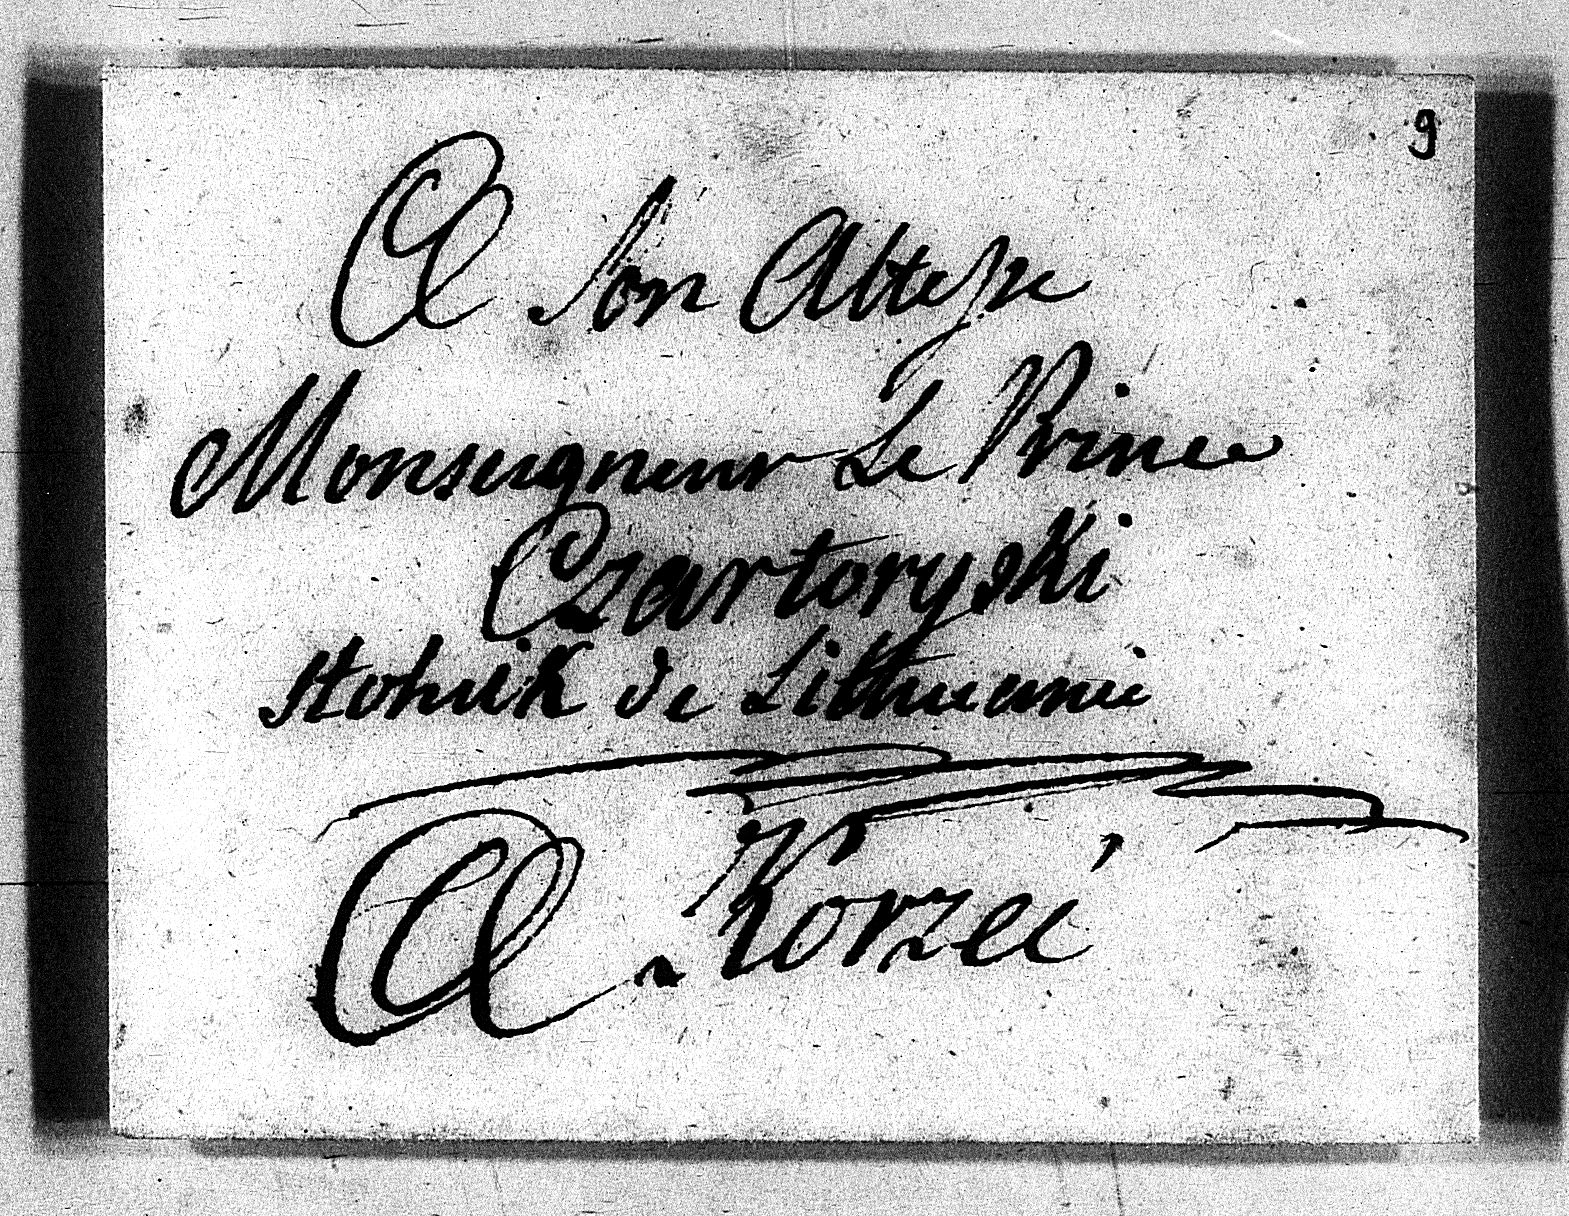 9
A Son Altesse
Monseigneur Le Prince
Czartoryski
Stolnik de Lithuanie
A Korzec